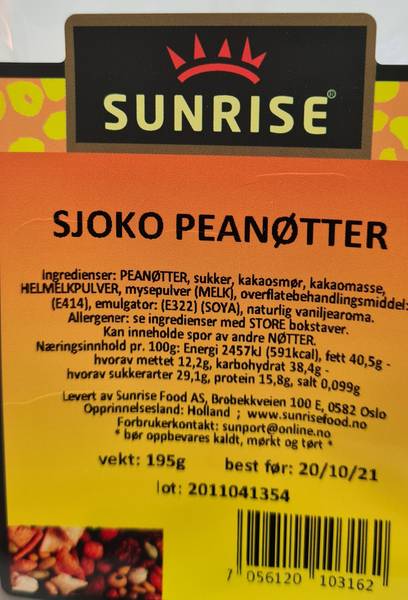 SUNRISE®
SJOKO PEANØTTER
Ingredienser: PEANØTTER, sukker, kakaosmør, kakaomasse,
HELMELKPULVER, mysepulver (MELK), overflatebehandlingsmiddel:
(E414), emulgator: (E322) (SOYA), naturlig vaniljearoma.
Allergener: se ingredienser med STORE bokstaver.
Kan inneholde spor av andre NØTTER.
Næringsinnhold pr. 100g: Energi 2457kJ (591kcal), fett 40,5g -
hvorav mettet 12,2g, karbohydrat 38,4g -
hvorav sukkerarter 29,1g, protein 15,8g, salt 0,099g
Levert av Sunrise Food AS, Brobekkveien 100 E, 0582 Oslo
Opprinnelsesland: Holland ; www.sunrisefood.no
Forbrukerkontakt: sunport@online.no
* bør oppbevares kaldt, mørkt og tørt *
vekt: 195g best før: 20/10/21
lot: 2011041354
7 056120 103162